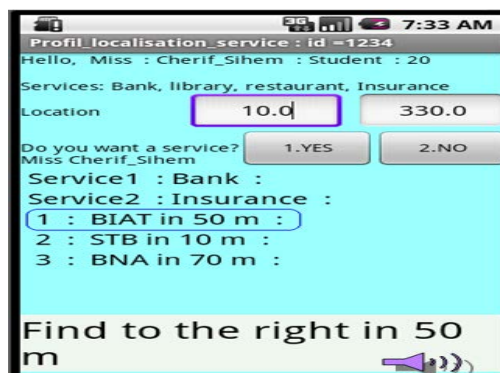 3G 7:33 AM
Profil_localisation_service : id =1234
Hello, Miss : Cherif_Sihem : Student : 20
Services: Bank, library, restaurant, Insurance
Location 10.0 330.0
Do you want a service? 1.YES 2.NO
Miss Cherif_Sihem
Service1 : Bank :
Service2 : Insurance :
1 : BIAT in 50 m :
2 : STB in 10 m :
3 : BNA in 70 m :
Find to the right in 50
m